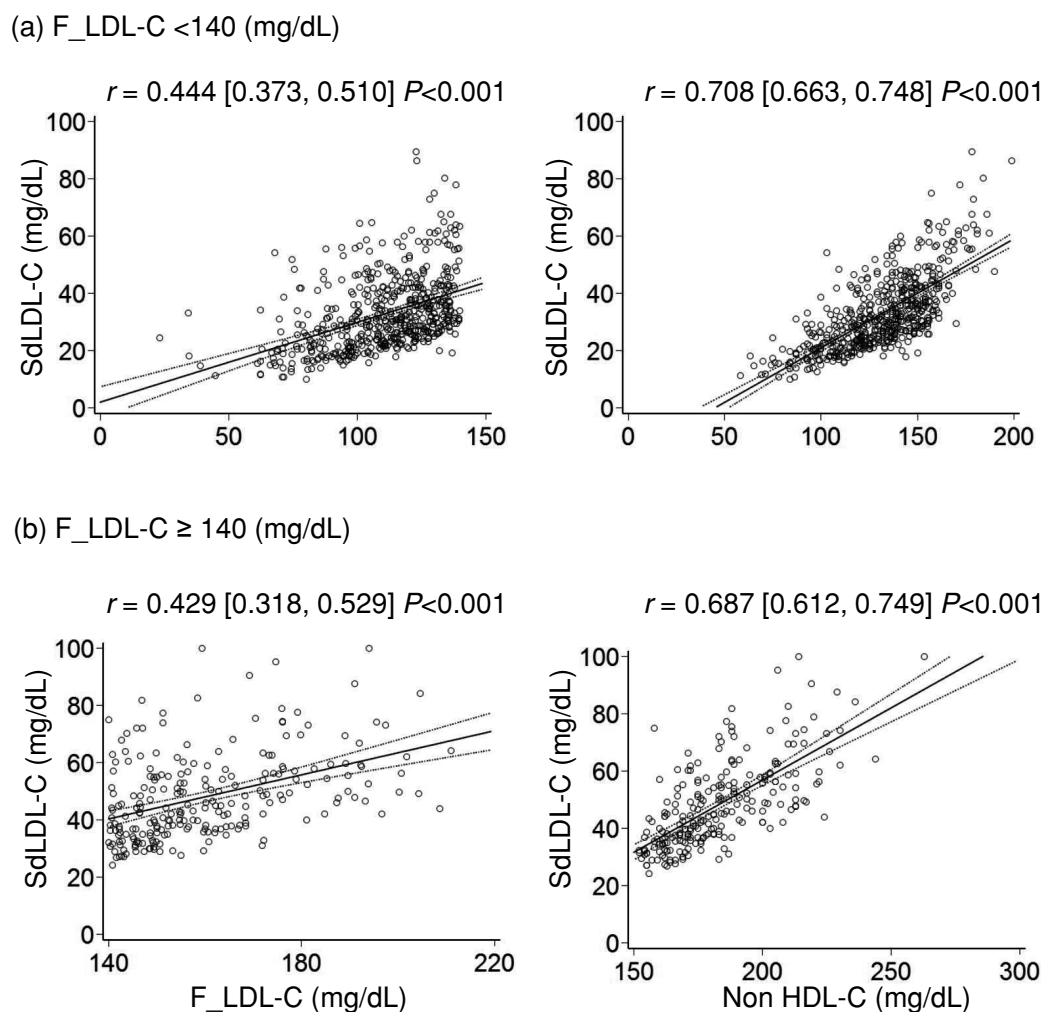 (a) F_LDL-C <140 (mg/dL)
r = 0.444 [0.373, 0.510] P<0.001
r = 0.708 [0.663, 0.748] P<0.001
SdLDL-C (mg/dL)
100
80
60
40
20
0
0 50 100 150
SdLDL-C (mg/dL)
100
80
60
40
20
0
0 50 100 150 200
(b) F_LDL-C ≥ 140 (mg/dL)
r = 0.429 [0.318, 0.529] P<0.001
r = 0.687 [0.612, 0.749] P<0.001
SdLDL-C (mg/dL)
100
80
60
40
20
0
140 180 220
F_LDL-C (mg/dL)
SdLDL-C (mg/dL)
100
80
60
40
20
0
150 200 250 300
Non HDL-C (mg/dL)